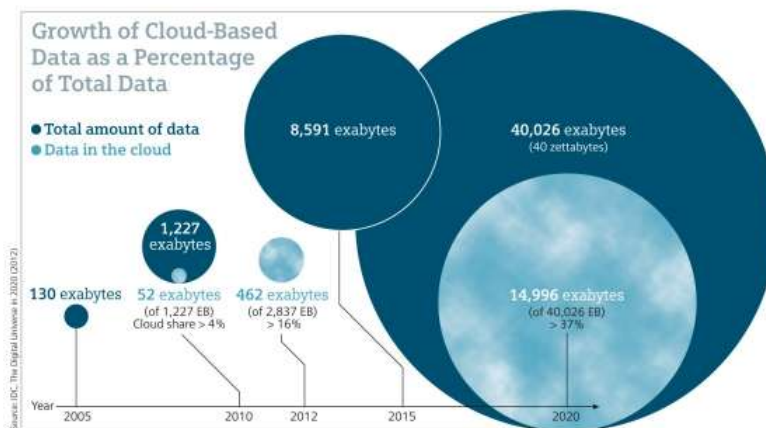 Growth of Cloud-Based
Data as a Percentage
of Total Data
Total amount of data
Data in the cloud
8,591 exabytes
40,026 exabytes
(40 zettabytes)
1,227
exabytes
130 exabytes
52 exabytes
(of 1,227 EB)
Cloud share > 4%
462 exabytes
(of 2,837 EB)
> 16%
14,996 exabytes
(of 40,026 EB)
> 37%
Year
2005
2010
2012
2015
2020
Source: IDC, The Digital Universe in 2020 (2012)